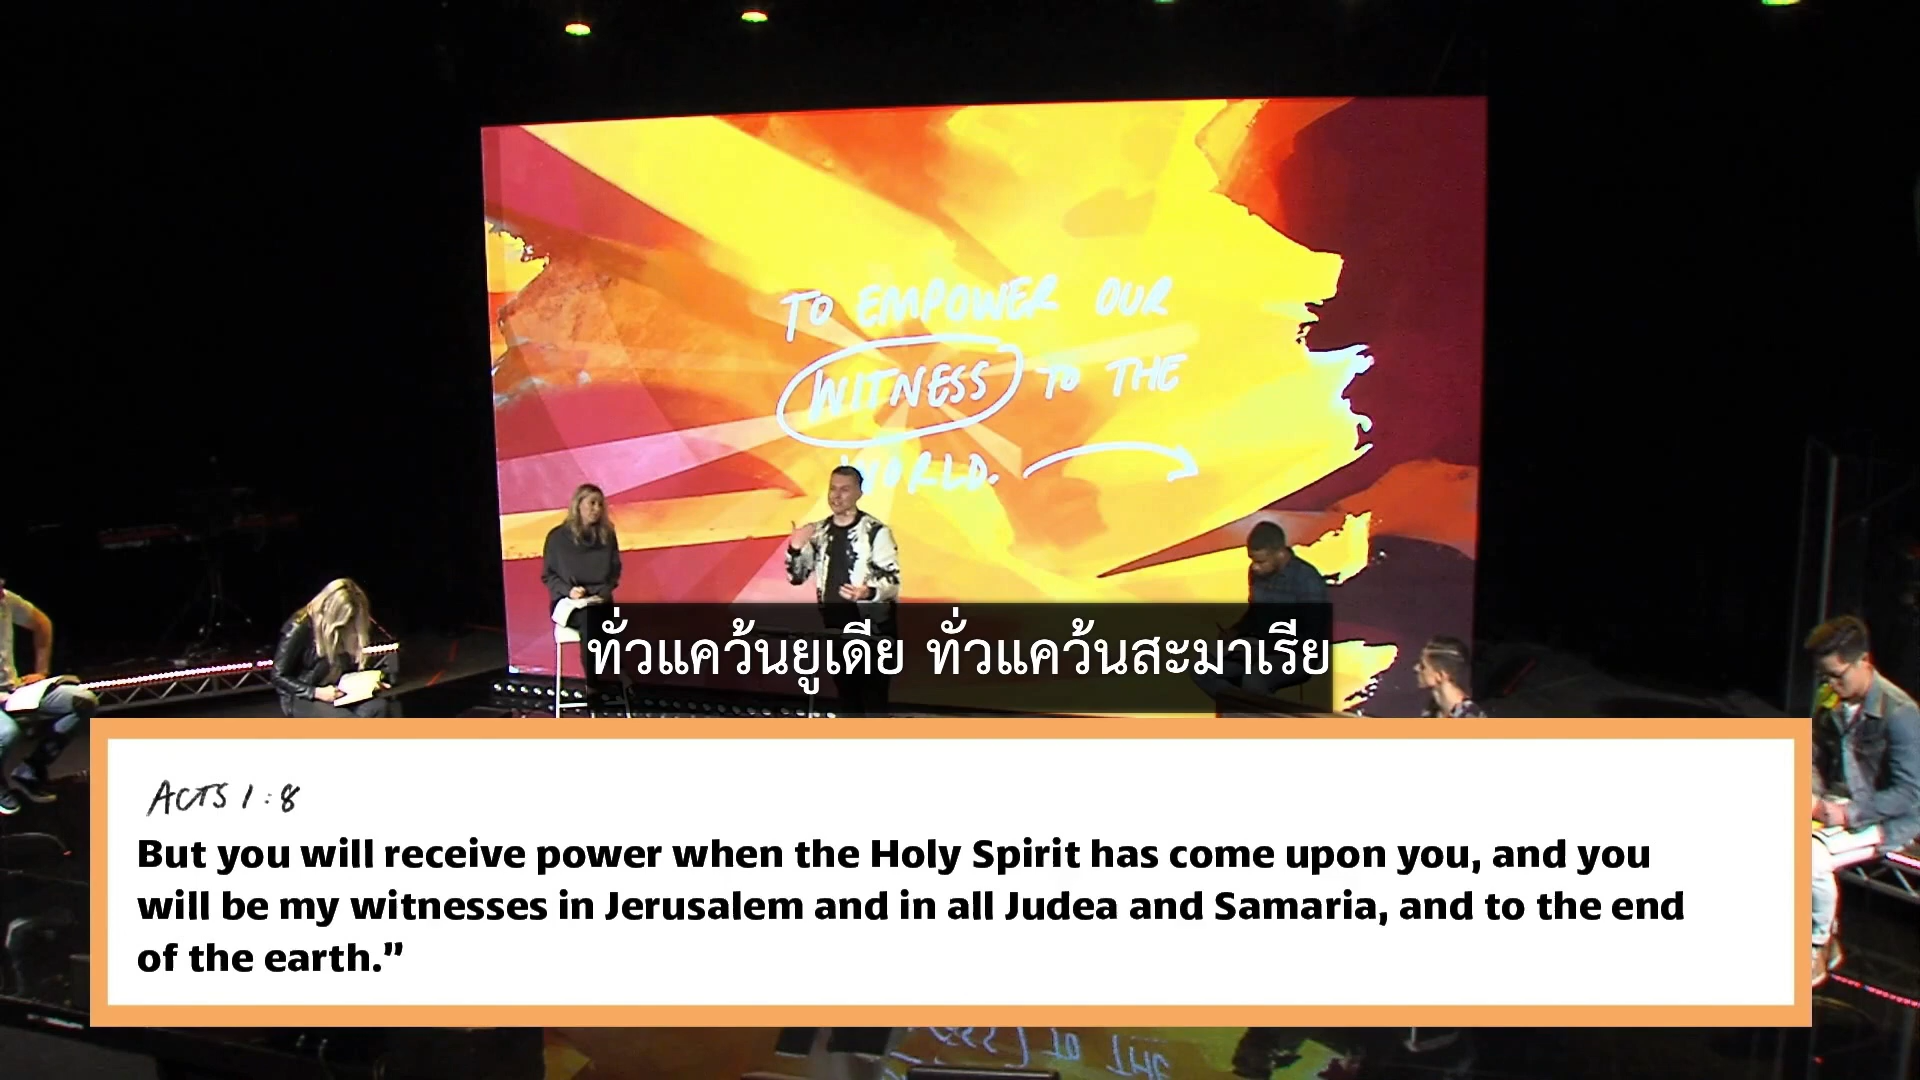 TO EMPOWER OUR
WITNESS TO THE
WORLD.
ทั่วแคว้นยูเดีย ทั่วแคว้นสะมาเรีย
ACTS 1:8
But you will receive power when the Holy Spirit has come upon you, and you
will be my witnesses in Jerusalem and in all Judea and Samaria, and to the end
of the earth.”
TO THE